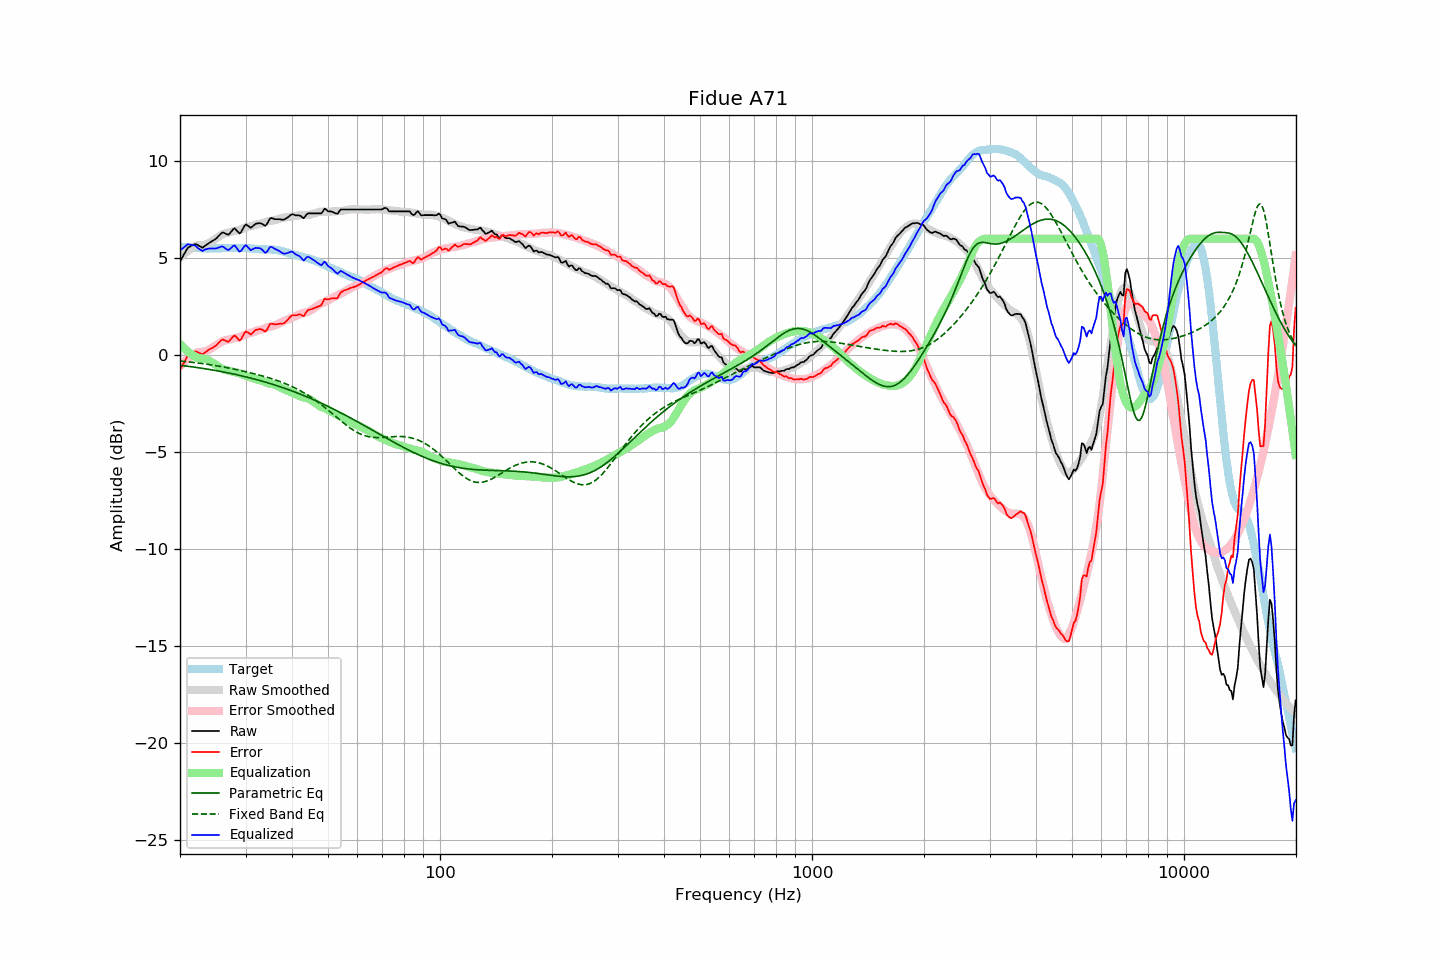 Fidue A71
Amplitude (dBr)
10
5
0
−5
−10
−15
−20
−25
Target
Raw Smoothed
Error Smoothed
Raw
Error
Equalization
Parametric Eq
Fixed Band Eq
Equalized
100
1000
10000
Frequency (Hz)